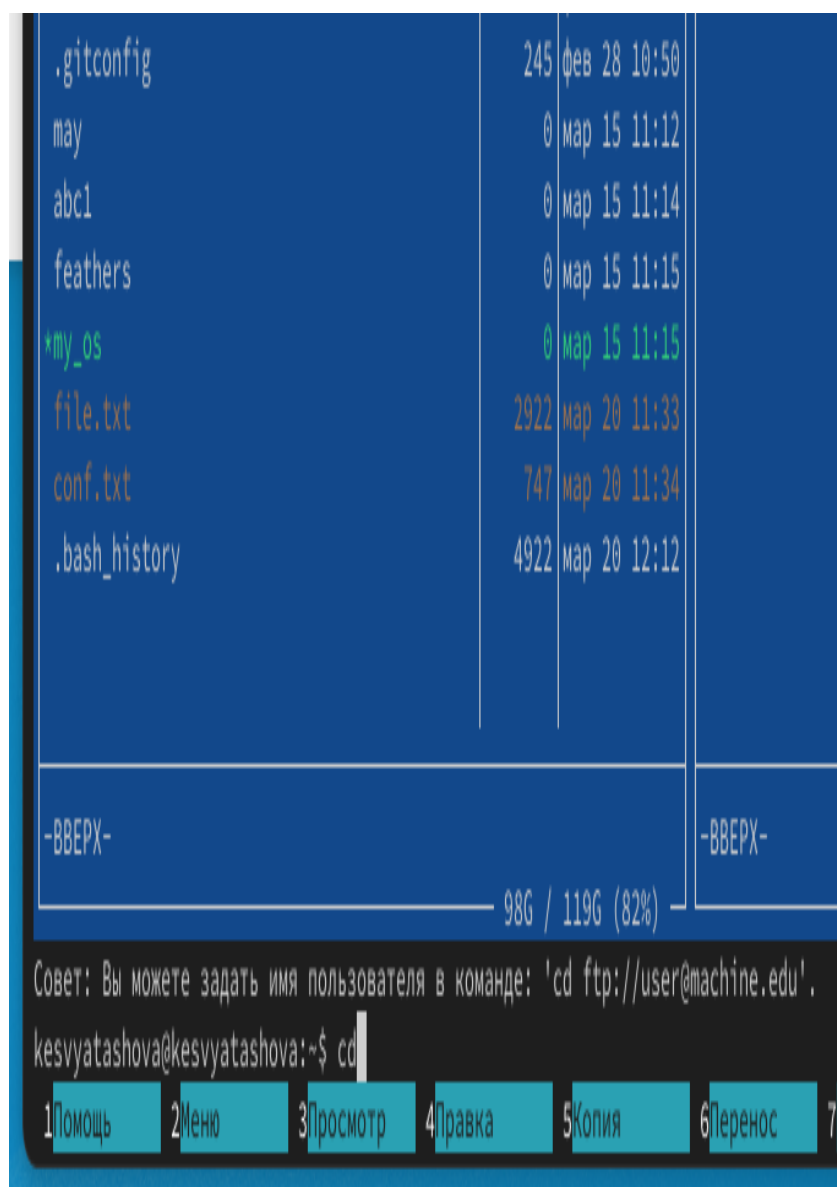 .gitconfig 245 фев 28 10:50
may 0 мар 15 11:12
abc1 0 мар 15 11:14
feathers 0 мар 15 11:15
*my_os 0 мар 15 11:15
file.txt 2922 мар 20 11:33
conf.txt 747 мар 20 11:34
.bash_history 4922 мар 20 12:12
-ВВЕРХ- -ВВЕРХ-
98G / 119G (82%)
Совет: Вы можете задать имя пользователя в команде: 'cd ftp://user@machine.edu'.
kesvyatashova@kesvyatashova:~$ cd
1Помощь 2Меню 3Просмотр 4Правка 5Копия 6Перенос 7